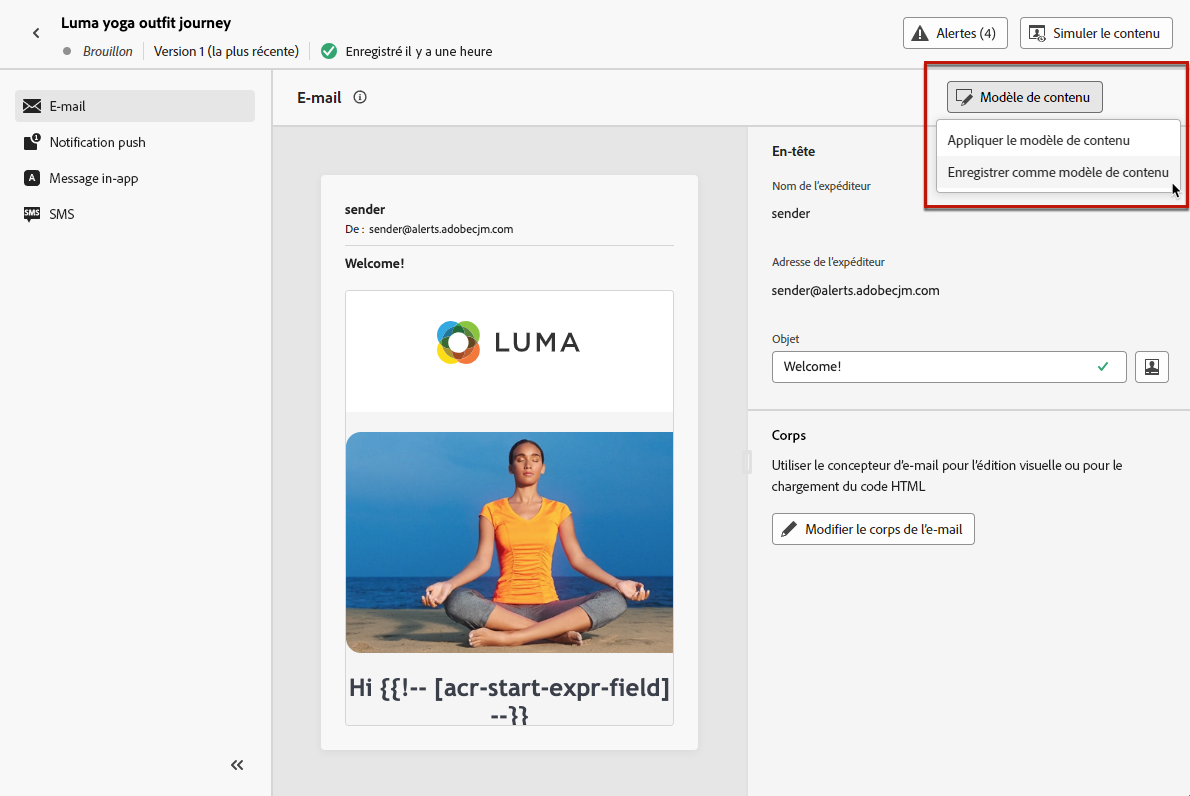 Luma yoga outfit journey
Brouillon
Version 1 (la plus récente)
Enregistré il y a une heure
Alertes (4)
Simuler le contenu
E-mail
1
Notification push
A
Message in-app
SMS
SMS
E-mail
Modèle de contenu
Appliquer le modèle de contenu
Enregistrer comme modèle de contenu
sender
De : sender@alerts.adobecjm.com
Welcome!
LUMA
Hi {{!-- [acr-start-expr-field]
--}}
En-tête
Nom de l'expéditeur
sender
Adresse de l'expéditeur
sender@alerts.adobecjm.com
Objet
Welcome!
Corps
Utiliser le concepteur d'e-mail pour l'édition visuelle ou pour le
chargement du code HTML
Modifier le corps de l'e-mail